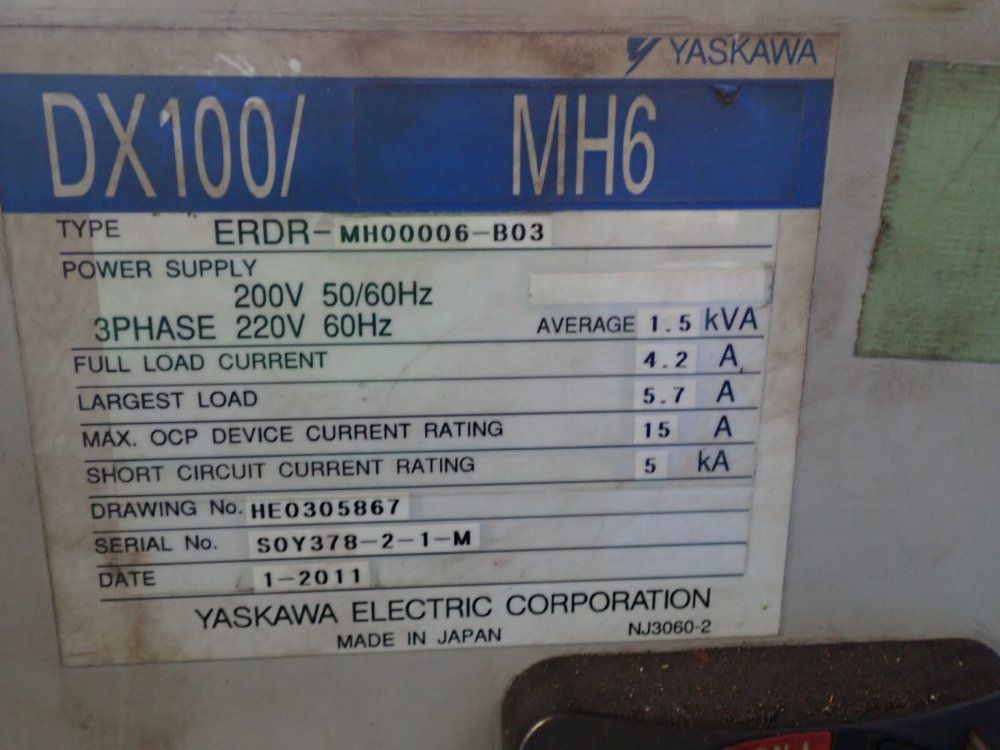 YASKAWA
DX100/ MH6
TYPE ERDR-MH00006-B03
POWER SUPPLY
200V 50/60Hz
3PHASE 220V 60Hz AVERAGE 1.5 kVA
FULL LOAD CURRENT 4.2 A
LARGEST LOAD 5.7 A
MAX. OCP DEVICE CURRENT RATING 15 A
SHORT CIRCUIT CURRENT RATING 5 kA
DRAWING No. HE0305867
SERIAL No. S0Y378-2-1-M
DATE 1-2011
YASKAWA ELECTRIC CORPORATION
MADE IN JAPAN NJ3060-2